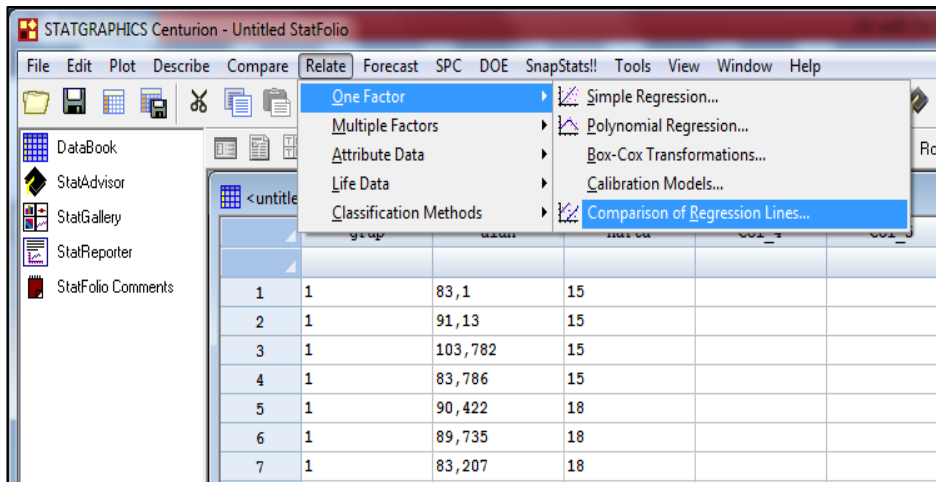 STATGRAPHICS Centurion - Untitled StatFolio
File Edit Plot Describe Compare Relate Forecast SPC DOE SnapStats!! Tools View Window Help
One Factor
Multiple Factors
Attribute Data
Life Data
Classification Methods
Simple Regression...
Polynomial Regression...
Box-Cox Transformations...
Calibration Models...
Comparison of Regression Lines...
DataBook
StatAdvisor
StatGallery
StatReporter
StatFolio Comments
Ro
<untitle
1 1 83,1 15
2 1 91,13 15
3 1 103,782 15
4 1 83,786 15
5 1 90,422 18
6 1 89,735 18
7 1 83,207 18